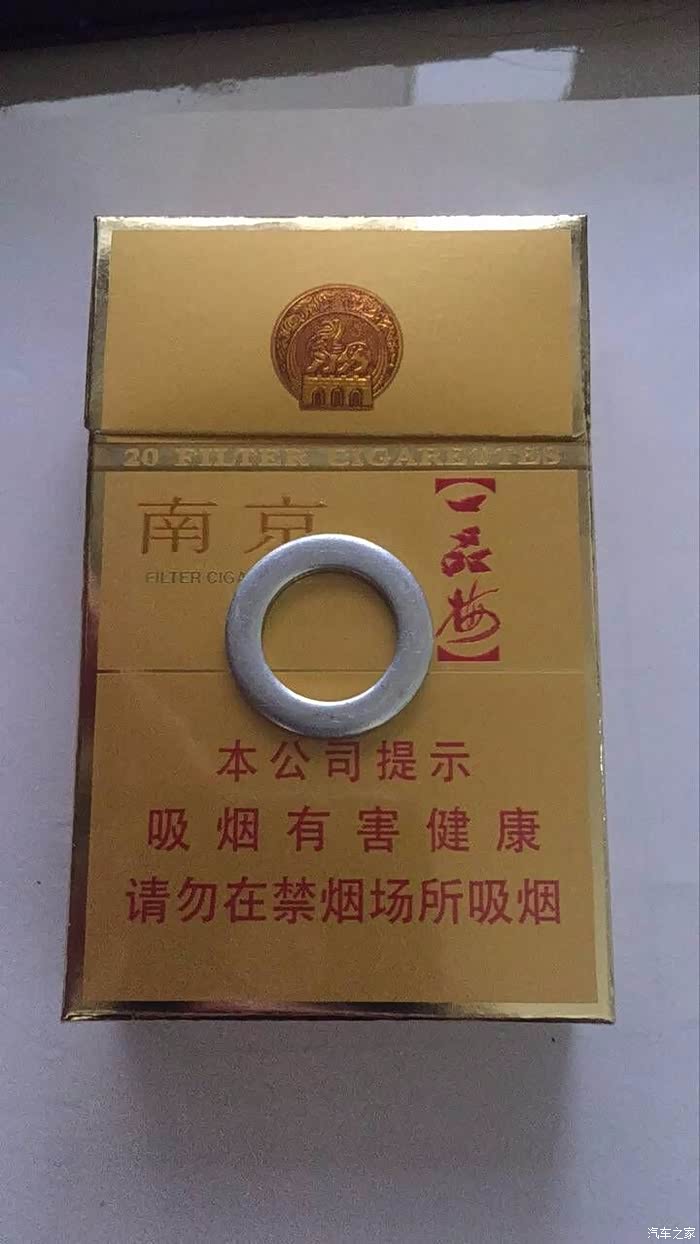 20 FILTER CIGARETTES
南京
FILTER CIGA
【一品梅】
本公司提示
吸烟有害健康
请勿在禁烟场所吸烟
汽车之家